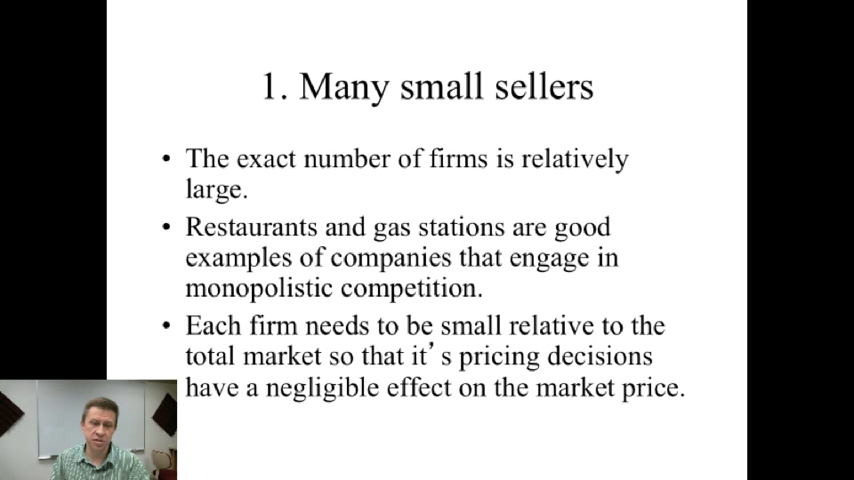 1. Many small sellers
• The exact number of firms is relatively
large.
• Restaurants and gas stations are good
examples of companies that engage in
monopolistic competition.
• Each firm needs to be small relative to the
total market so that it’s pricing decisions
have a negligible effect on the market price.